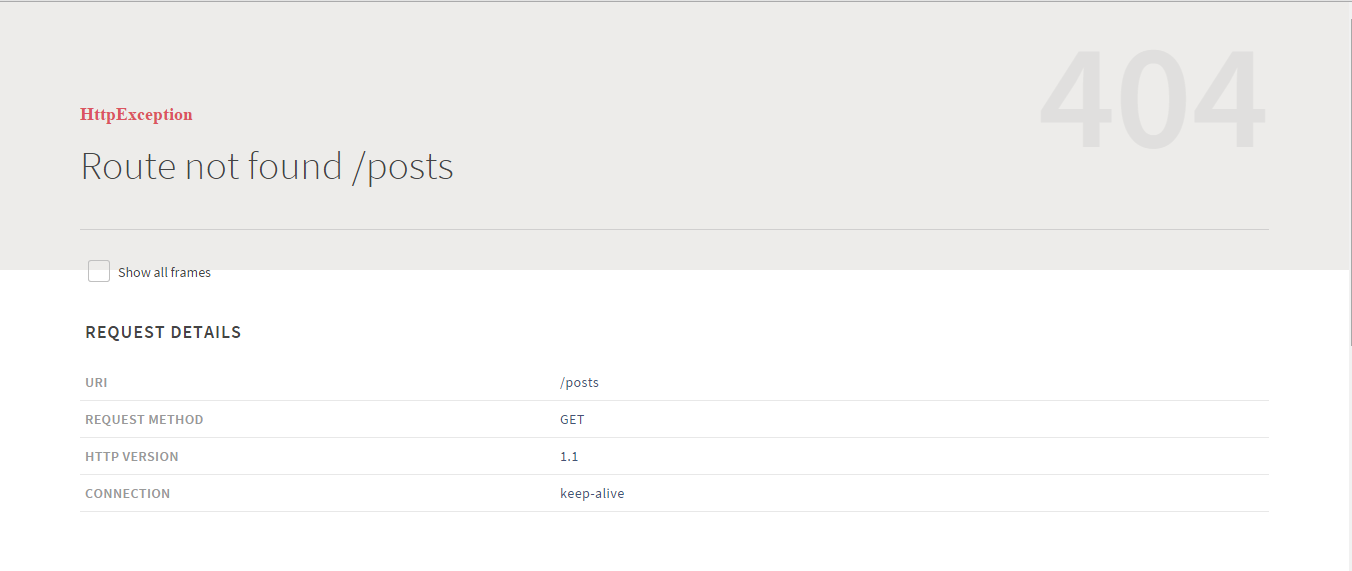 404
HttpException
Route not found /posts
Show all frames
REQUEST DETAILS
URI /posts
REQUEST METHOD GET
HTTP VERSION 1.1
CONNECTION keep-alive